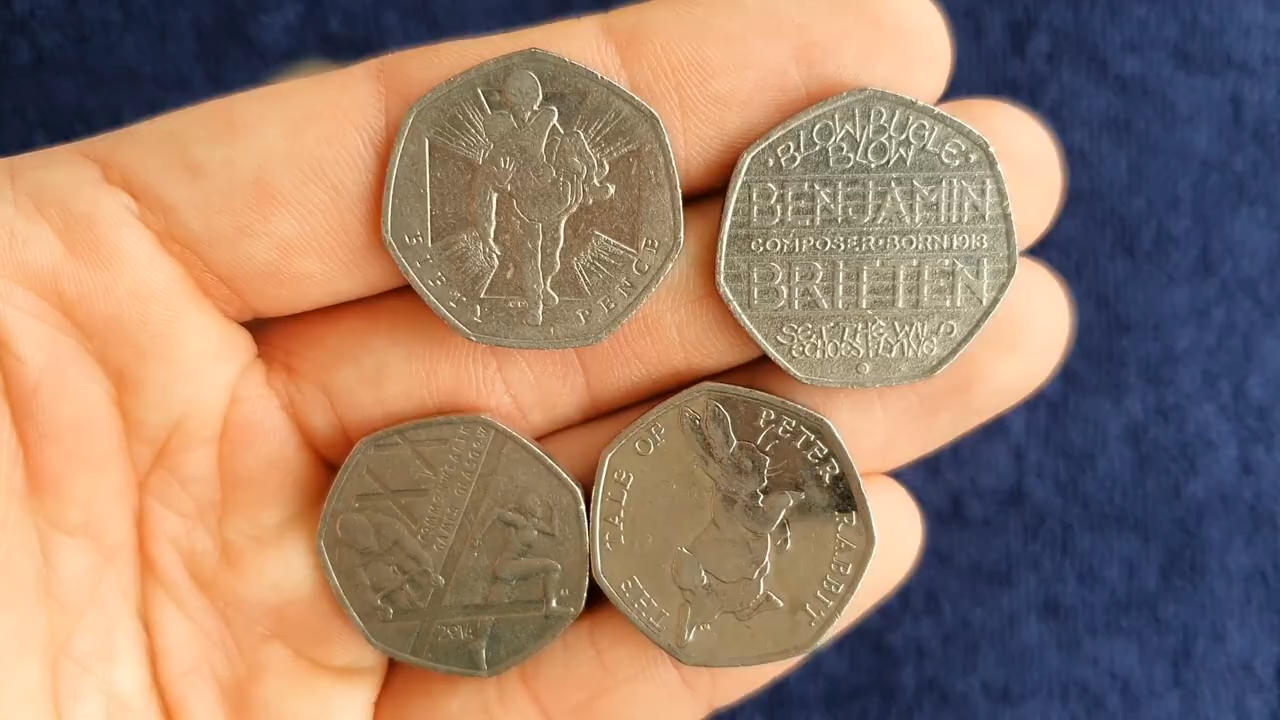 FIFTY PENCE
BLOW BUGLE
BLOW
BENJAMIN
COMPOSER·BORN 1913
BRITTEN
SET THE WILD
ECHOES FLYING
XX
COMMONWEALTH
GAMES GLASGOW
2014
THE TALE OF PETER RABBIT